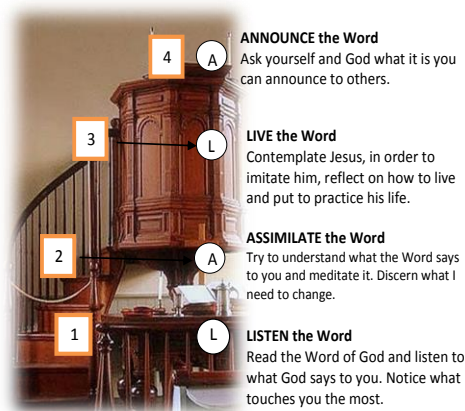 4
A
ANNOUNCE the Word
Ask yourself and God what it is you
can announce to others.
3
L
LIVE the Word
Contemplate Jesus, in order to
imitate him, reflect on how to live
and put to practice his life.
2
A
ASSIMILATE the Word
Try to understand what the Word says
to you and meditate it. Discern what I
need to change.
1
L
LISTEN the Word
Read the Word of God and listen to
what God says to you. Notice what
touches you the most.